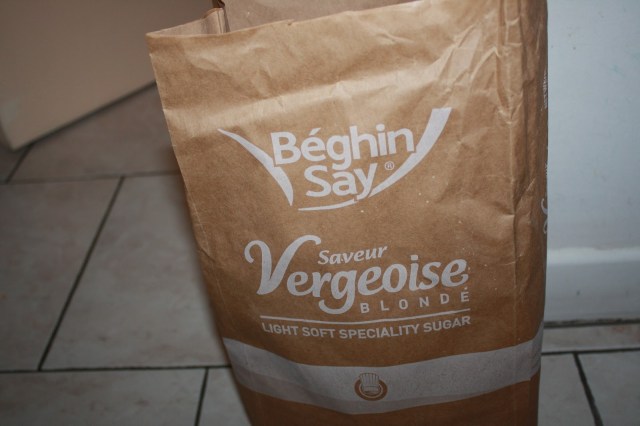 Béghin
Say®
Saveur
Vergeoise
BLONDE
LIGHT SOFT SPECIALITY SUGAR